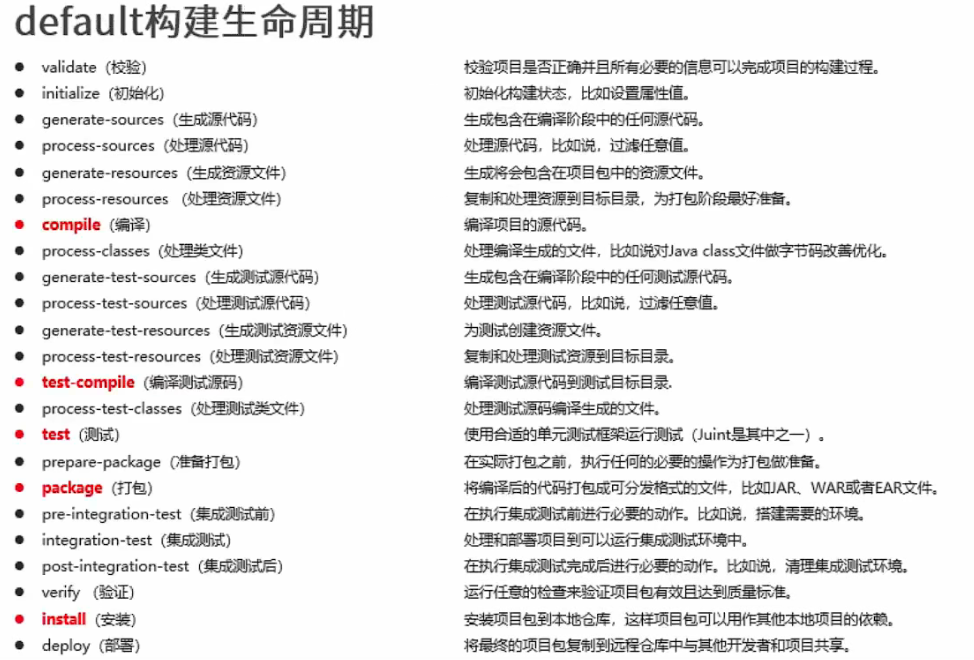 default构建生命周期
● validate（校验） 校验项目是否正确并且所有必要的信息可以完成项目的构建过程。
● initialize（初始化） 初始化构建状态，比如设置属性值。
● generate-sources（生成源代码） 生成包含在编译阶段中的任何源代码。
● process-sources（处理源代码） 处理源代码，比如说，过滤任意值。
● generate-resources（生成资源文件） 生成将会包含在项目包中的资源文件。
● process-resources （处理资源文件） 复制和处理资源到目标目录，为打包阶段最好准备。
● compile（编译） 编译项目的源代码。
● process-classes（处理类文件） 处理编译生成的文件，比如说对Java class文件做字节码改善优化。
● generate-test-sources（生成测试源代码） 生成包含在编译阶段中的任何测试源代码。
● process-test-sources（处理测试源代码） 处理测试源代码，比如说，过滤任意值。
● generate-test-resources（生成测试资源文件） 为测试创建资源文件。
● process-test-resources（处理测试资源文件） 复制和处理测试资源到目标目录。
● test-compile（编译测试源码） 编译测试源代码到测试目标目录.
● process-test-classes（处理测试类文件） 处理测试源码编译生成的文件。
● test（测试） 使用合适的单元测试框架运行测试（Juint是其中之一）。
● prepare-package（准备打包） 在实际打包之前，执行任何的必要的操作为打包做准备。
● package（打包） 将编译后的代码打包成可分发格式的文件，比如JAR、WAR或者EAR文件。
● pre-integration-test（集成测试前） 在执行集成测试前进行必要的动作。比如说，搭建需要的环境。
● integration-test（集成测试） 处理和部署项目到可以运行集成测试环境中。
● post-integration-test（集成测试后） 在执行集成测试完成后进行必要的动作。比如说，清理集成测试环境。
● verify （验证） 运行任意的检查来验证项目包有效且达到质量标准。
● install（安装） 安装项目包到本地仓库，这样项目包可以用作其他本地项目的依赖。
● deploy（部署） 将最终的项目包复制到远程仓库中与其他开发者和项目共享。